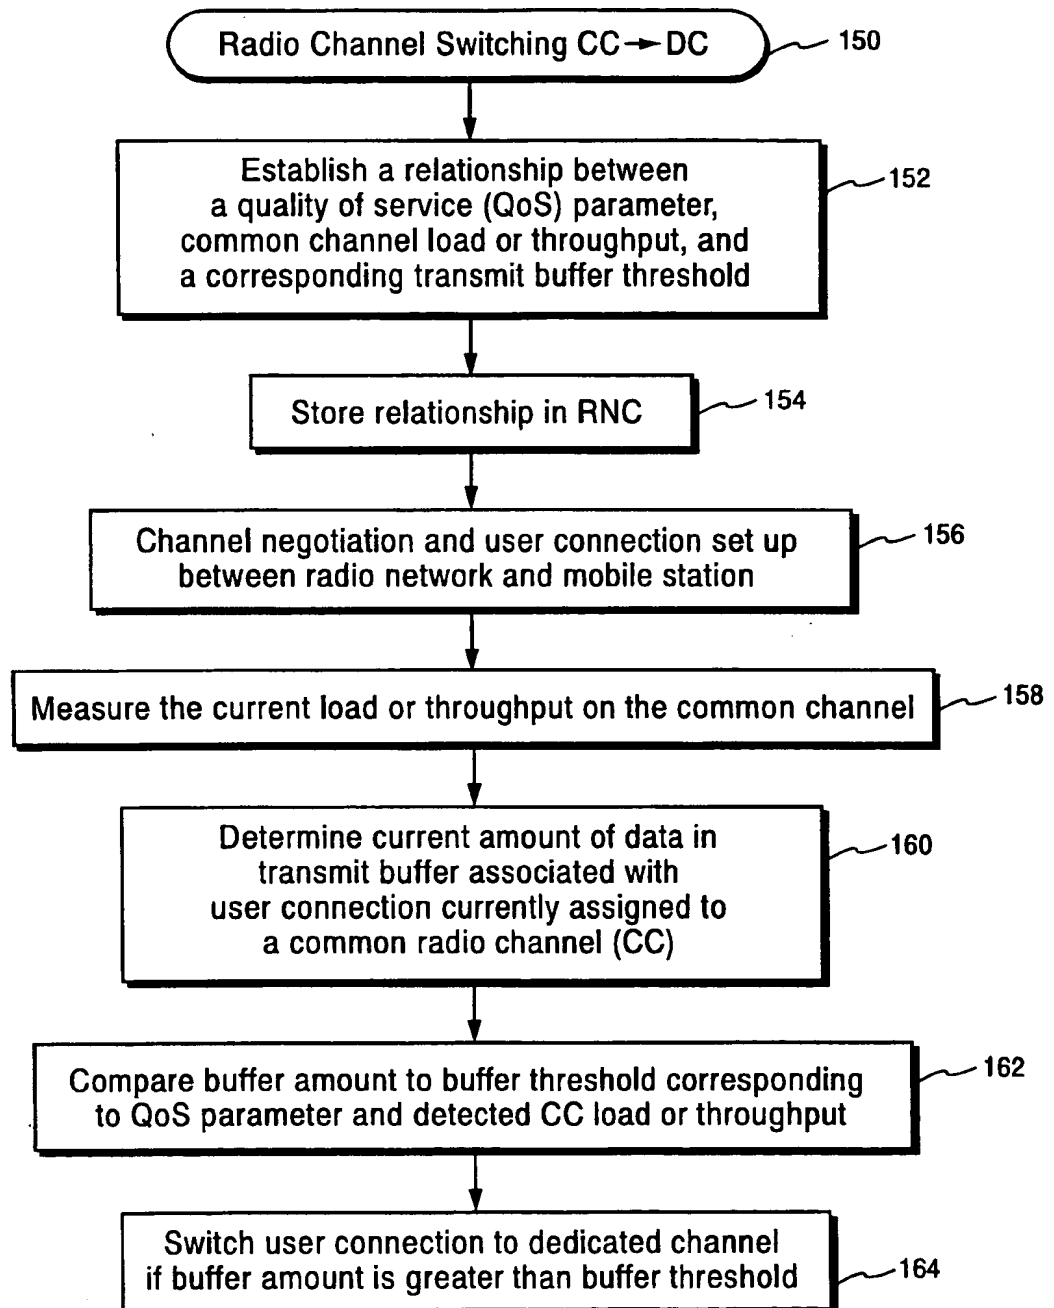 Radio Channel Switching CC→DC
150
Establish a relationship between
a quality of service (QoS) parameter,
common channel load or throughput, and
a corresponding transmit buffer threshold
152
Store relationship in RNC
154
Channel negotiation and user connection set up
between radio network and mobile station
156
Measure the current load or throughput on the common channel
158
Determine current amount of data in
transmit buffer associated with
user connection currently assigned to
a common radio channel (CC)
160
Compare buffer amount to buffer threshold corresponding
to QoS parameter and detected CC load or throughput
162
Switch user connection to dedicated channel
if buffer amount is greater than buffer threshold
164